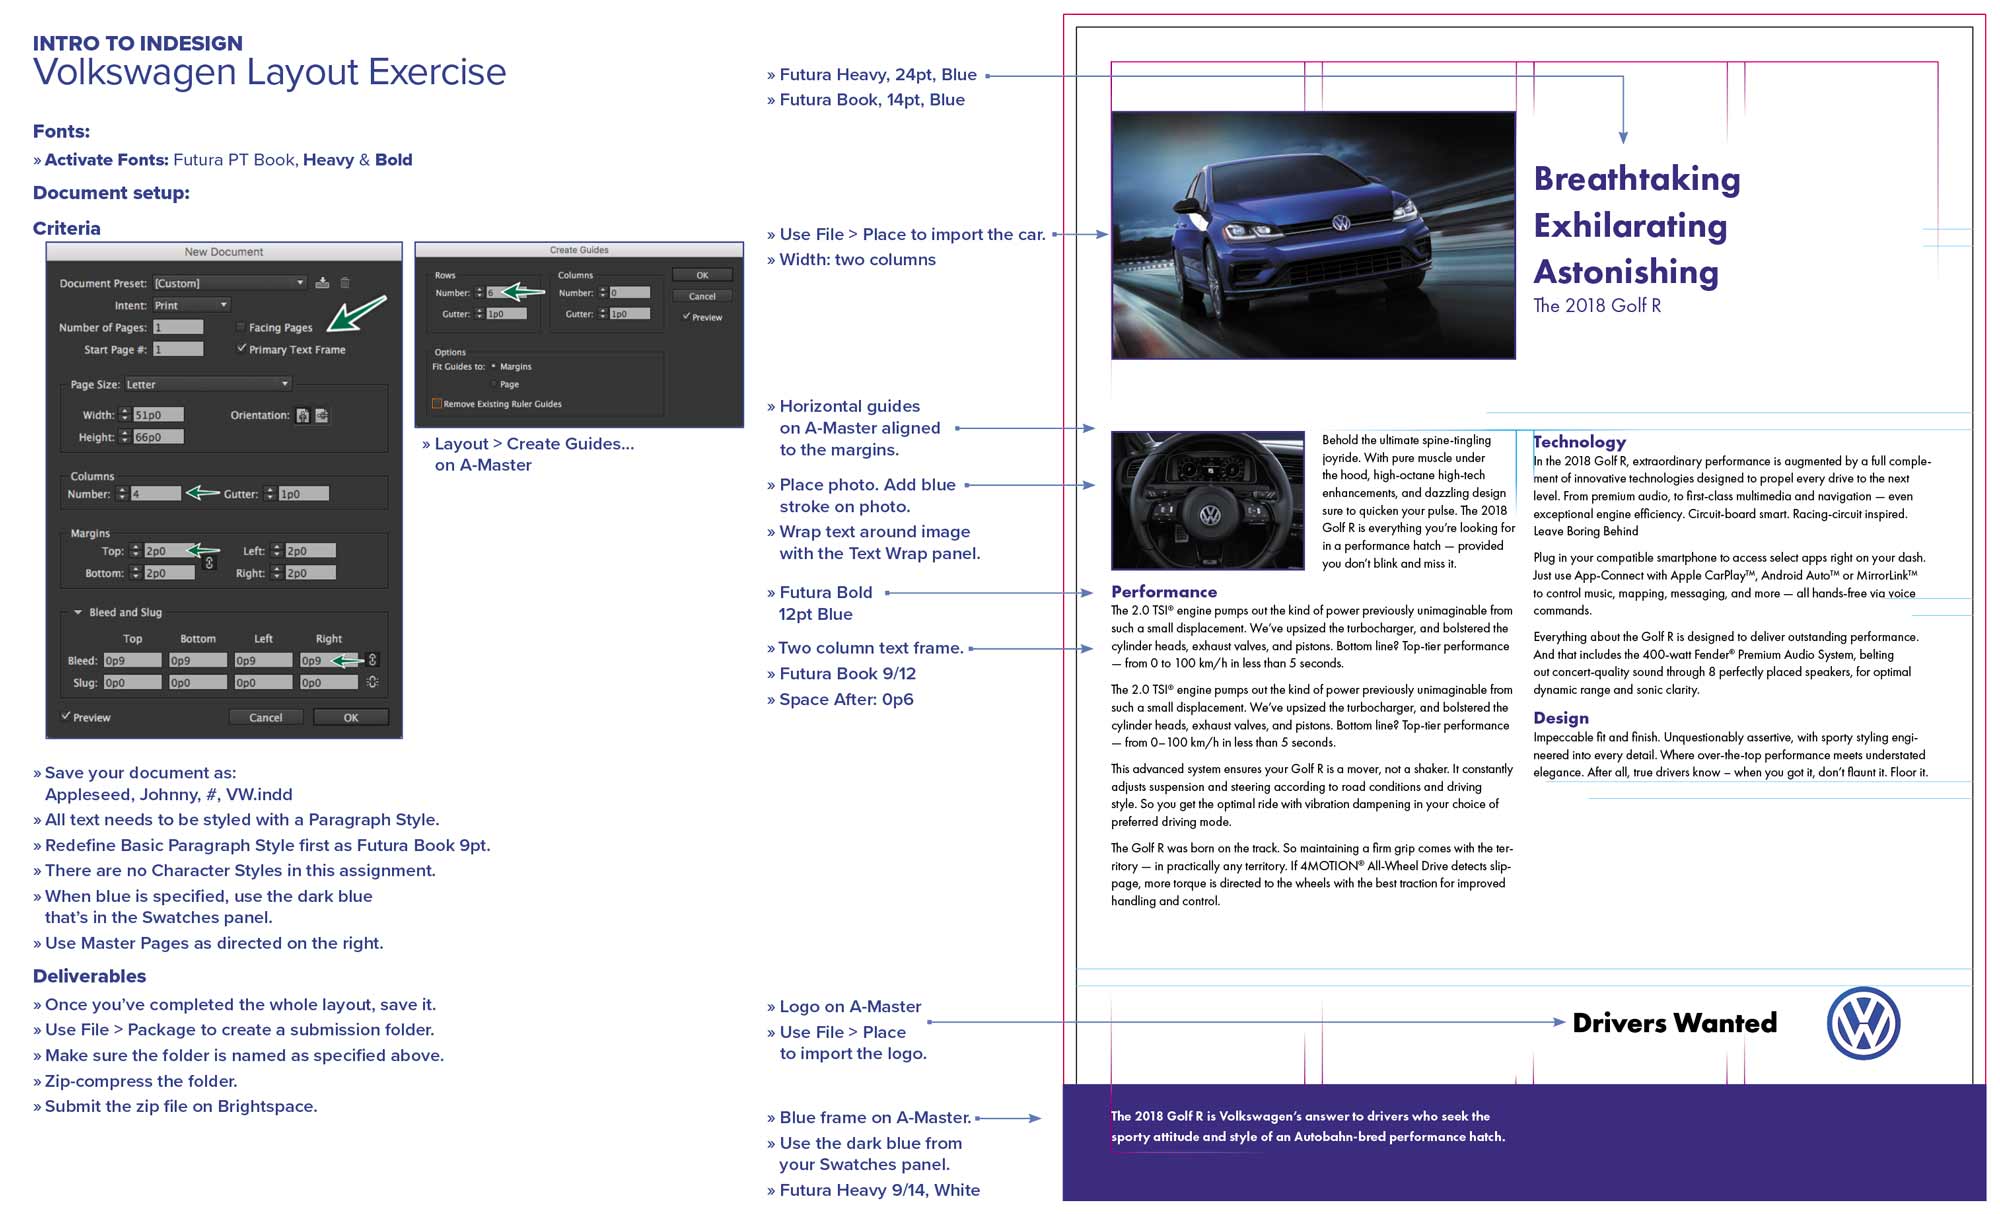 INTRO TO INDESIGN
Volkswagen Layout Exercise
Fonts:
» Activate Fonts: Futura PT Book, Heavy & Bold
Document setup:
Criteria
New Document
Document Preset: [Custom]
Intent: Print
Number of Pages: 1
Facing Pages
Start Page #: 1
Primary Text Frame
Page Size: Letter
Width: 51p0
Orientation:
Height: 66p0
Columns
Number: 4
Gutter: 1p0
Margins
Top: 2p0
Left: 2p0
Bottom: 2p0
Right: 2p0
Bleed and Slug
Top Bottom Left Right
Bleed: 0p9 0p9 0p9 0p9
Slug: 0p0 0p0 0p0 0p0
Preview
Cancel
OK
Create Guides
Rows
Number: 6
Gutter: 1p0
Columns
Number: 0
Gutter: 1p0
OK
Cancel
Preview
Options
Fit Guides to: Margins
Page
Remove Existing Ruler Guides
» Layout > Create Guides...
on A-Master
» Save your document as:
Appleseed, Johnny, #, VW.indd
» All text needs to be styled with a Paragraph Style.
» Redefine Basic Paragraph Style first as Futura Book 9pt.
» There are no Character Styles in this assignment.
» When blue is specified, use the dark blue
that's in the Swatches panel.
» Use Master Pages as directed on the right.
Deliverables
» Once you've completed the whole layout, save it.
» Use File > Package to create a submission folder.
» Make sure the folder is named as specified above.
» Zip-compress the folder.
» Submit the zip file on Brightspace.
» Futura Heavy, 24pt, Blue
» Futura Book, 14pt, Blue
» Use File > Place to import the car.
» Width: two columns
» Horizontal guides
on A-Master aligned
to the margins.
» Place photo. Add blue
stroke on photo.
» Wrap text around image
with the Text Wrap panel.
» Futura Bold
12pt Blue
» Two column text frame.
» Futura Book 9/12
» Space After: 0p6
» Logo on A-Master
» Use File > Place
to import the logo.
» Blue frame on A-Master.
» Use the dark blue from
your Swatches panel.
» Futura Heavy 9/14, White
Breathtaking
Exhilarating
Astonishing
The 2018 Golf R
Behold the ultimate spine-tingling
joyride. With pure muscle under
the hood, high-octane high-tech
enhancements, and dazzling design
sure to quicken your pulse. The 2018
Golf R is everything you're looking for
in a performance hatch — provided
you don't blink and miss it.
Performance
The 2.0 TSI® engine pumps out the kind of power previously unimaginable from
such a small displacement. We've upsized the turbocharger, and bolstered the
cylinder heads, exhaust valves, and pistons. Bottom line? Top-tier performance
— from 0 to 100 km/h in less than 5 seconds.
The 2.0 TSI® engine pumps out the kind of power previously unimaginable from
such a small displacement. We've upsized the turbocharger, and bolstered the
cylinder heads, exhaust valves, and pistons. Bottom line? Top-tier performance
— from 0–100 km/h in less than 5 seconds.
This advanced system ensures your Golf R is a mover, not a shaker. It constantly
adjusts suspension and steering according to road conditions and driving
style. So you get the optimal ride with vibration dampening in your choice of
preferred driving mode.
The Golf R was born on the track. So maintaining a firm grip comes with the ter-
ritory — in practically any territory. If 4MOTION® All-Wheel Drive detects slip-
page, more torque is directed to the wheels with the best traction for improved
handling and control.
Technology
In the 2018 Golf R, extraordinary performance is augmented by a full comple-
ment of innovative technologies designed to propel every drive to the next
level. From premium audio, to first-class multimedia and navigation — even
exceptional engine efficiency. Circuit-board smart. Racing-circuit inspired.
Leave Boring Behind
Plug in your compatible smartphone to access select apps right on your dash.
Just use App-Connect with Apple CarPlay™, Android Auto™ or MirrorLink™
to control music, mapping, messaging, and more — all hands-free via voice
commands.
Everything about the Golf R is designed to deliver outstanding performance.
And that includes the 400-watt Fender® Premium Audio System, belting
out concert-quality sound through 8 perfectly placed speakers, for optimal
dynamic range and sonic clarity.
Design
Impeccable fit and finish. Unquestionably assertive, with sporty styling engi-
neered into every detail. Where over-the-top performance meets understated
elegance. After all, true drivers know – when you got it, don't flaunt it. Floor it.
Drivers Wanted
The 2018 Golf R is Volkswagen's answer to drivers who seek the
sporty attitude and style of an Autobahn-bred performance hatch.